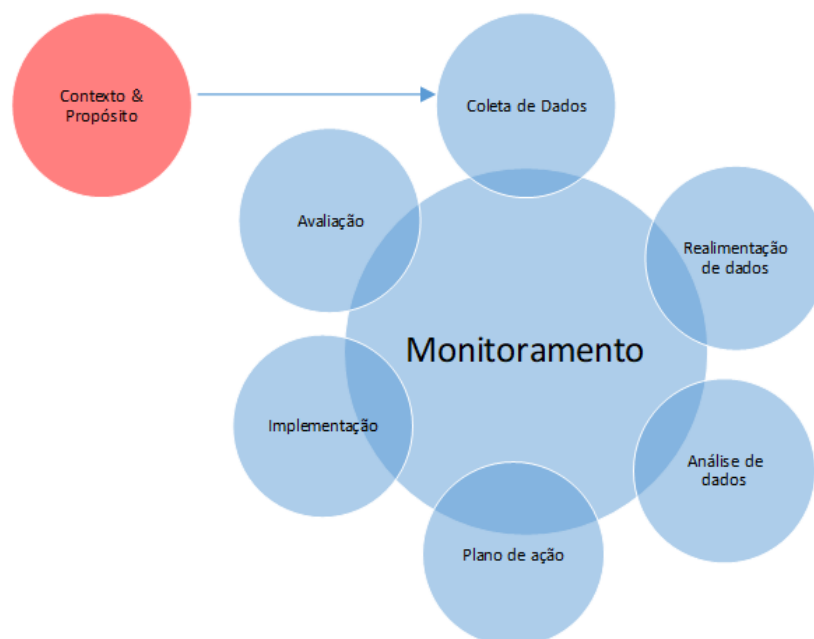 Contexto &
Propósito
Coleta de Dados
Avaliação
Realimentação
de dados
Monitoramento
Implementação
Análise de
dados
Plano de ação